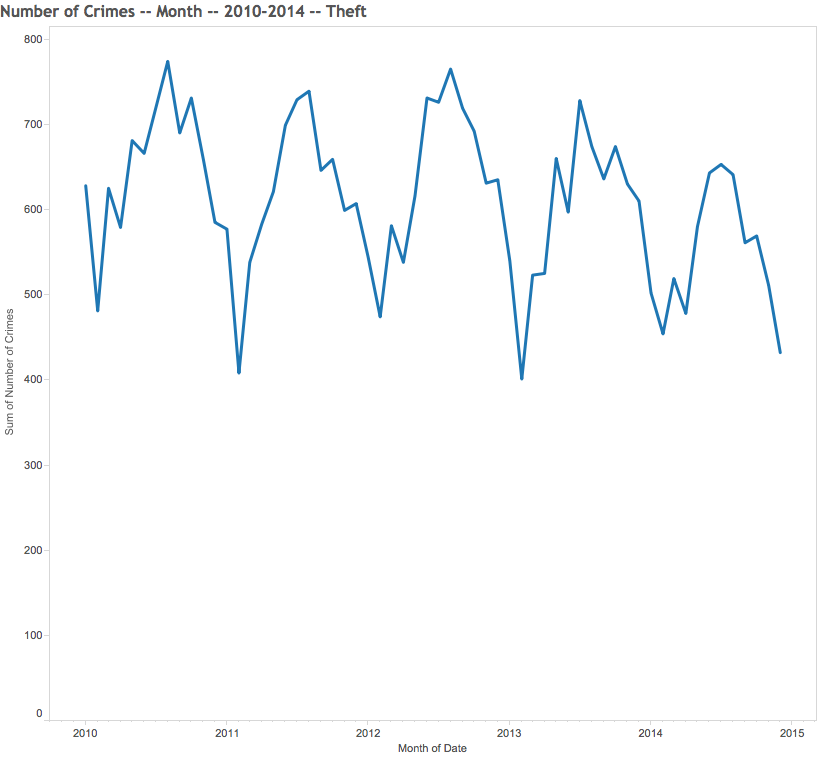 Number of Crimes -- Month -- 2010-2014 -- Theft
800
700
600
500
400
300
200
100
0
Sum of Number of Crimes
2010 2011 2012 2013 2014 2015
Month of Date